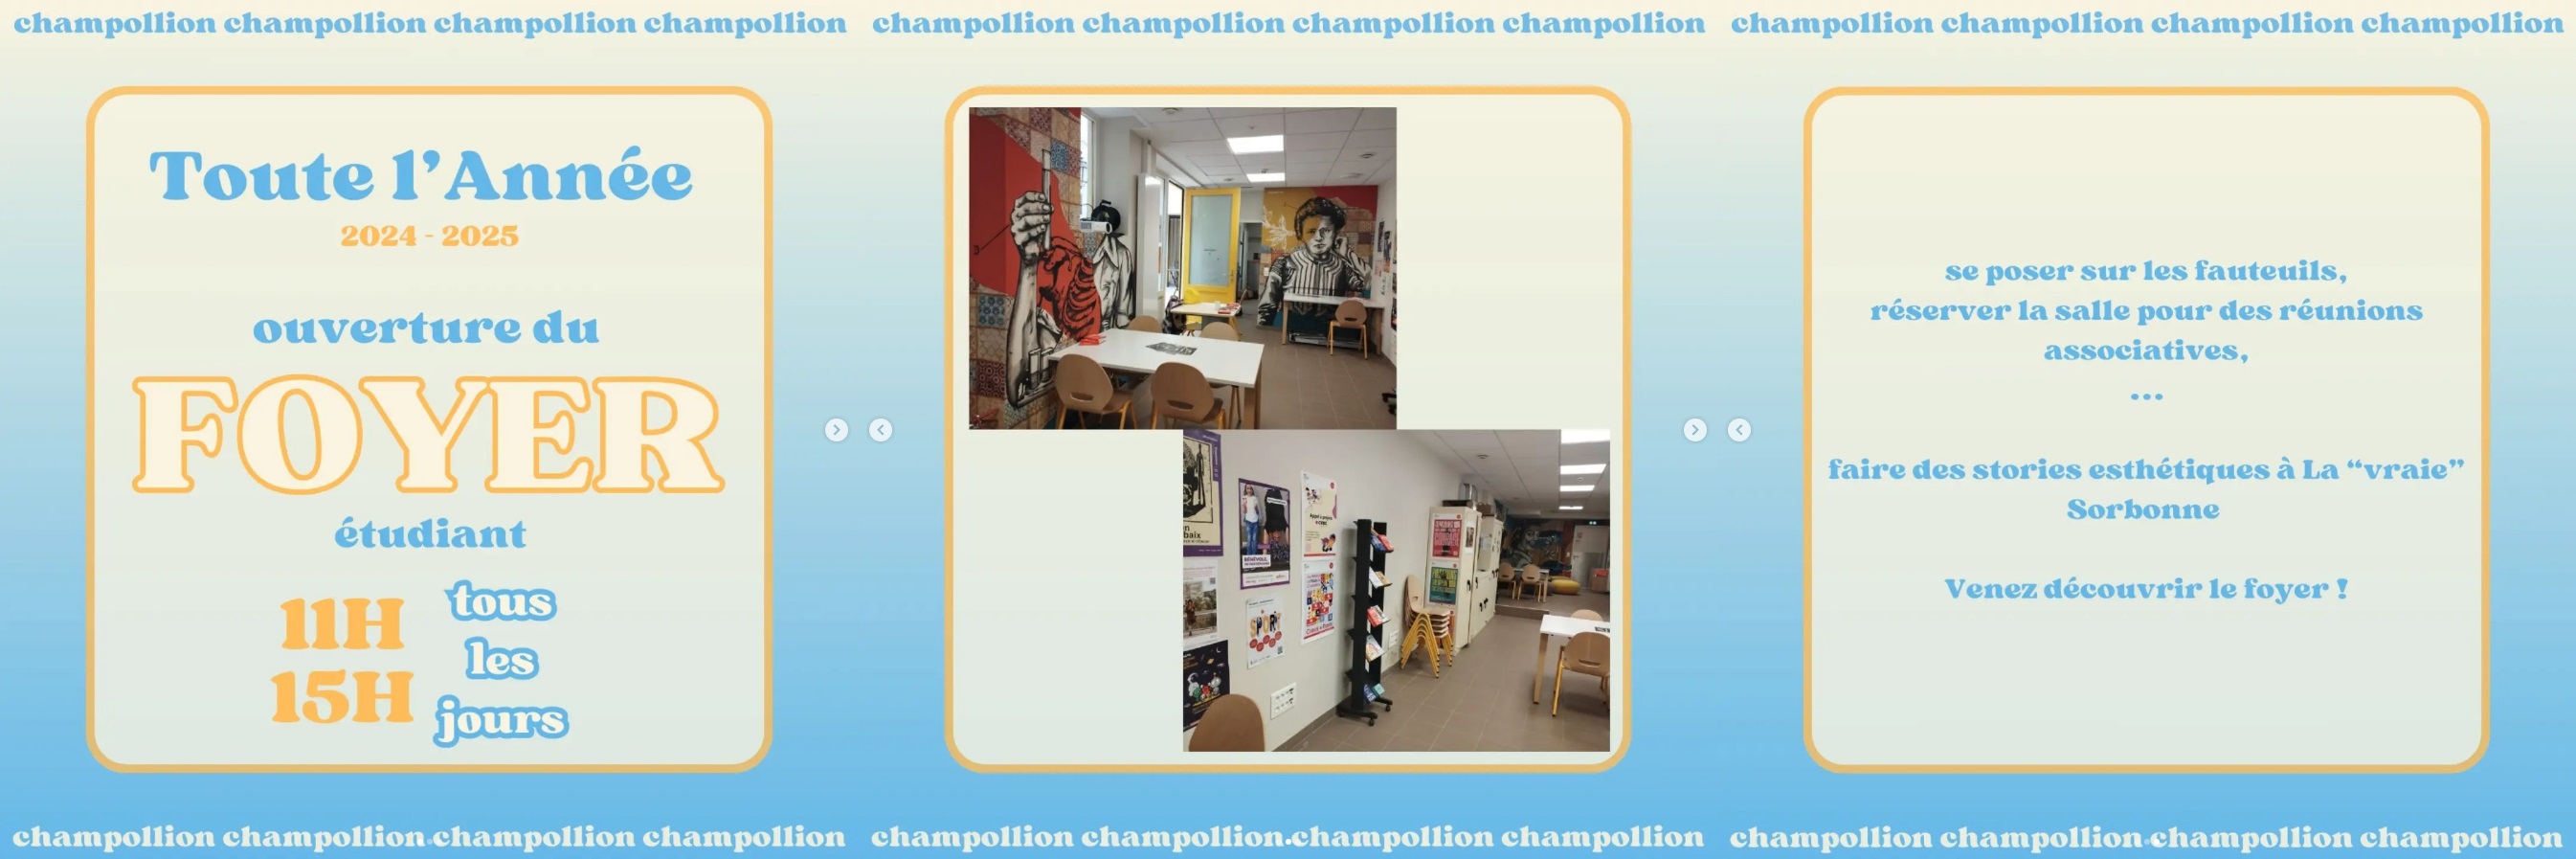 champollion champollion champollion champollion
Toute l'Année
2024 - 2025
ouverture du
FOYER
étudiant
11H
15H
tous
les
jours
champollion champollion champollion champollion
champollion champollion champollion champollion
baix
BÉNÉVOLE,
SPORT
champollion champollion champollion champollion
champollion champollion champollion champollion
se poser sur les fauteuils,
réserver la salle pour des réunions
associatives,
...
faire des stories esthétiques à La “vraie”
Sorbonne
Venez découvrir le foyer !
champollion champollion champollion champollion